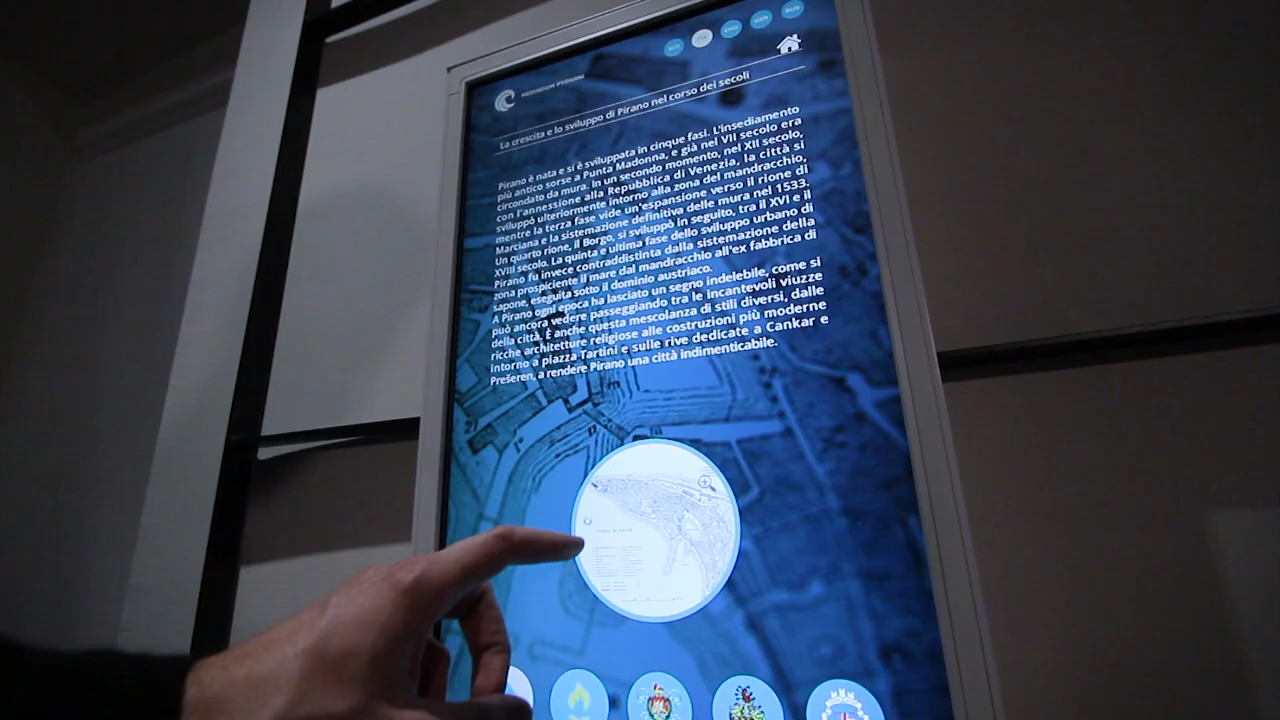 MEDIADOM PYRHANI
La crescita e lo sviluppo di Pirano nel corso dei secoli
Pirano è nata e si è sviluppata in cinque fasi. L'insediamento
più antico sorse a Punta Madonna, e già nel VII secolo era
circondato da mura. In un secondo momento, nel XII secolo,
con l'annessione alla Repubblica di Venezia, la città si
sviluppò ulteriormente intorno alla zona del mandracchio,
mentre la terza fase vide un'espansione verso il rione di
Marciana e la sistemazione definitiva delle mura nel 1533.
Un quarto rione, il Borgo, si sviluppò in seguito, tra il XVI e il
XVIII secolo. La quinta e ultima fase dello sviluppo urbano di
Pirano fu invece contraddistinta dalla sistemazione della
zona prospiciente il mare dal mandracchio all'ex fabbrica di
sapone, eseguita sotto il dominio austriaco.
A Pirano ogni epoca ha lasciato un segno indelebile, come si
può ancora vedere passeggiando tra le incantevoli viuzze
della città. È anche questa mescolanza di stili diversi, dalle
ricche architetture religiose alle costruzioni più moderne
intorno a piazza Tartini e sulle rive dedicate a Cankar e
Prešeren, a rendere Pirano una città indimenticabile.